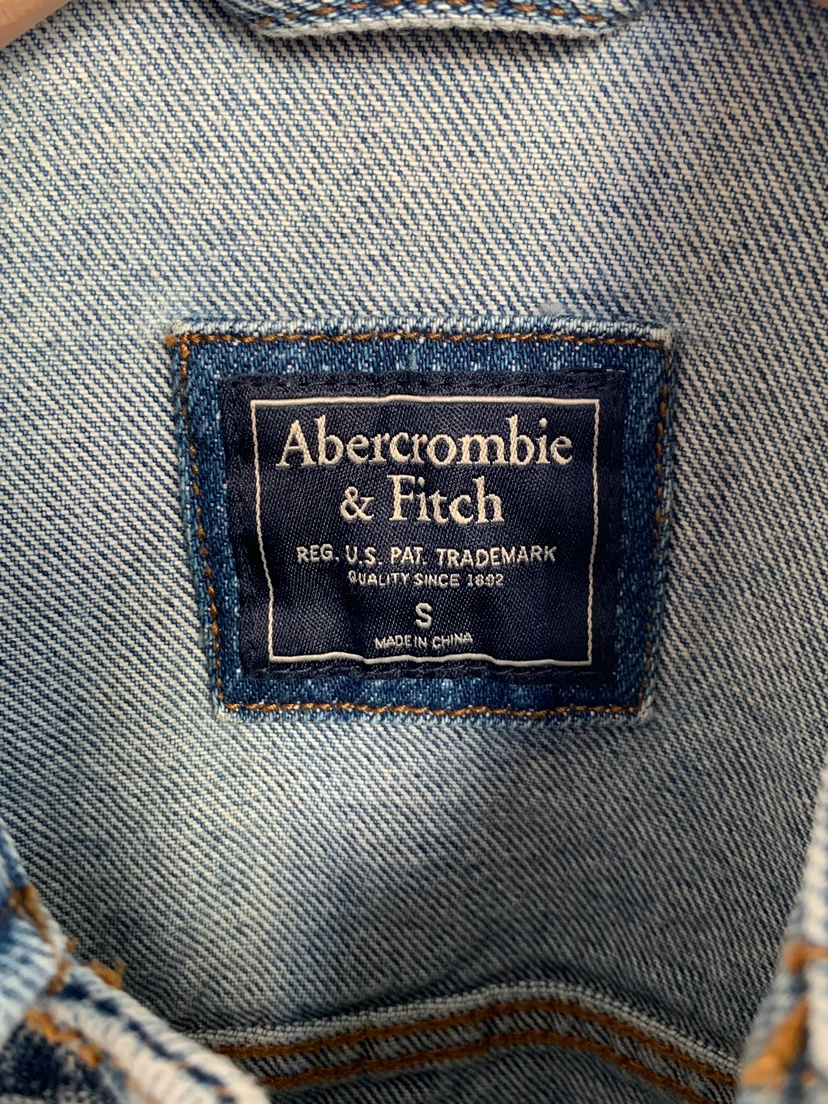 Abercrombie
& Fitch
REG. U.S. PAT. TRADEMARK
QUALITY SINCE 1892
S
MADE IN CHINA